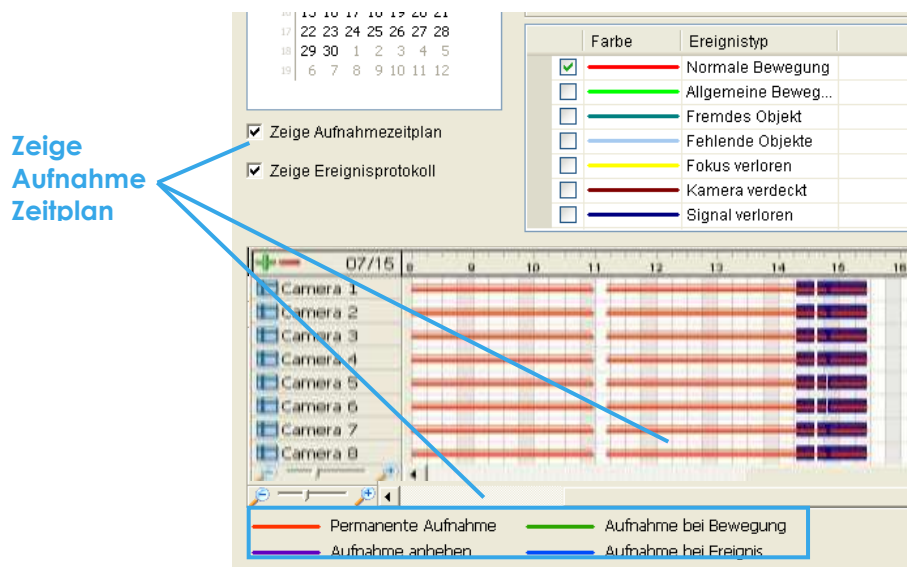 16 15 16 17 18 19 20 21
17 22 23 24 25 26 27 28
18 29 30 1 2 3 4 5
19 6 7 8 9 10 11 12
Zeige Aufnahmezeitplan
Zeige Ereignisprotokoll
Zeige
Aufnahme
Zeitplan
Farbe Ereignistyp
Normale Bewegung
Allgemeine Beweg...
Fremdes Objekt
Fehlende Objekte
Fokus verloren
Kamera verdeckt
Signal verloren
07/15 8 9 10 11 12 13 14 15 16
Camera 1
Camera 2
Camera 3
Camera 4
Camera 5
Camera 6
Camera 7
Camera 8
Permanente Aufnahme Aufnahme bei Bewegung
Aufnahme anheben Aufnahme bei Ereignis